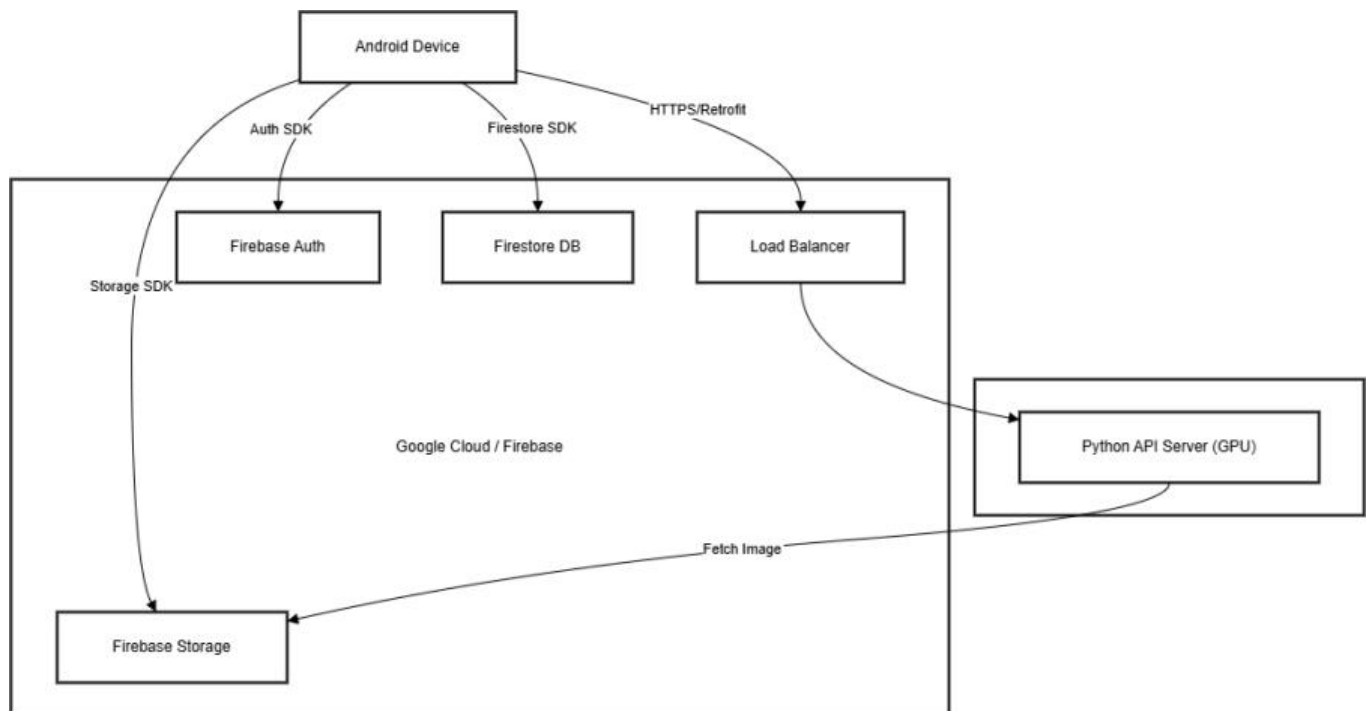 Android Device
HTTPS/Retrofit
Auth SDK
Firestore SDK
Firebase Auth
Firestore DB
Load Balancer
Storage SDK
Google Cloud / Firebase
Python API Server (GPU)
Fetch Image
Firebase Storage